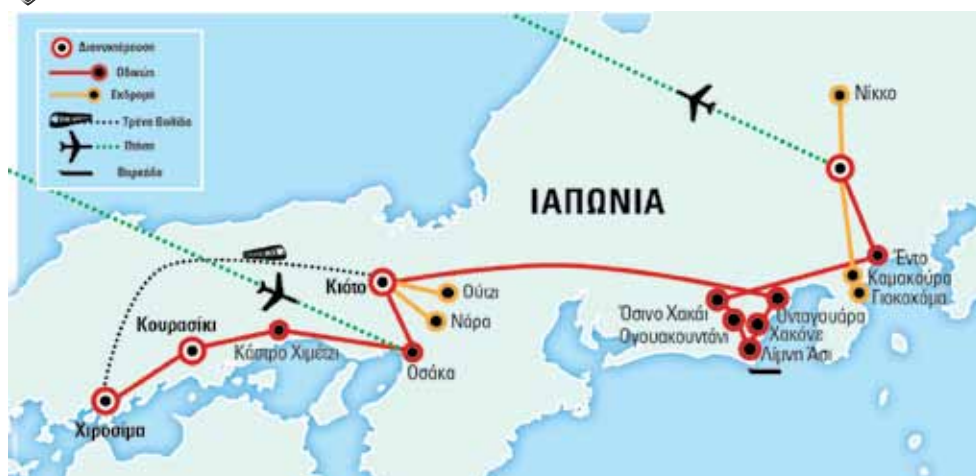 Διανυκτέρευση
Οδικώς
Εκδρομή
Τρένο Βολίδα
Πτήση
Βαρκάδα
Νίκκο
ΙΑΠΩΝΙΑ
Έντο
Καμακούρα
Γιοκοχάμα
Κιότο
Ούτζι
Νάρα
Όσινο Χακάι
Ογουακουντάνι
Ονταγουάρα
Χακόνε
Λίμνη Άσι
Κουρασίκι
Κάστρο Χιμέτζι
Οσάκα
Χιροσίμα